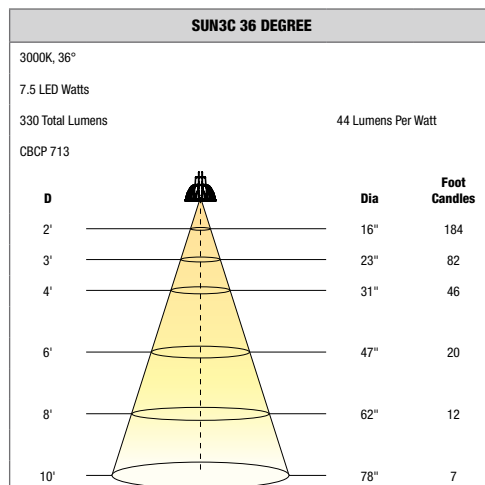 SUN3C 36 DEGREE
3000K, 36°
7.5 LED Watts
330 Total Lumens 44 Lumens Per Watt
CBCP 713
D Dia Foot Candles
2' 16" 184
3' 23" 82
4' 31" 46
6' 47" 20
8' 62" 12
10' 78" 7